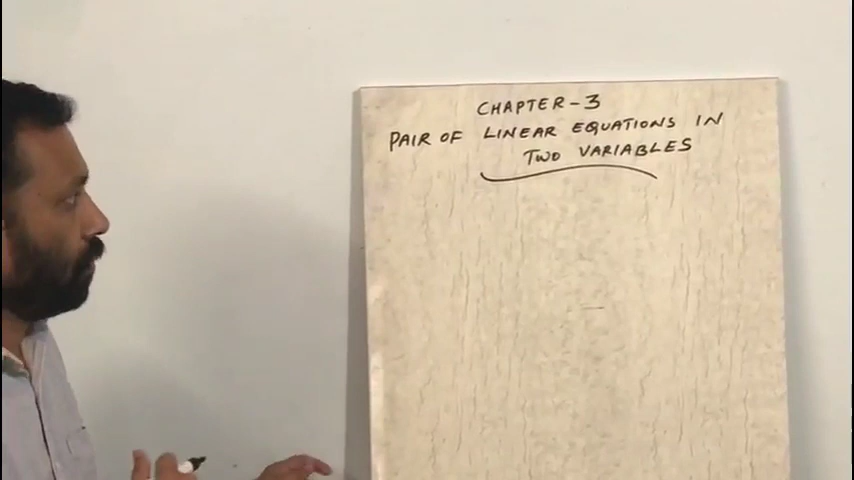 CHAPTER-3
PAIR OF LINEAR EQUATIONS IN
TWO VARIABLES